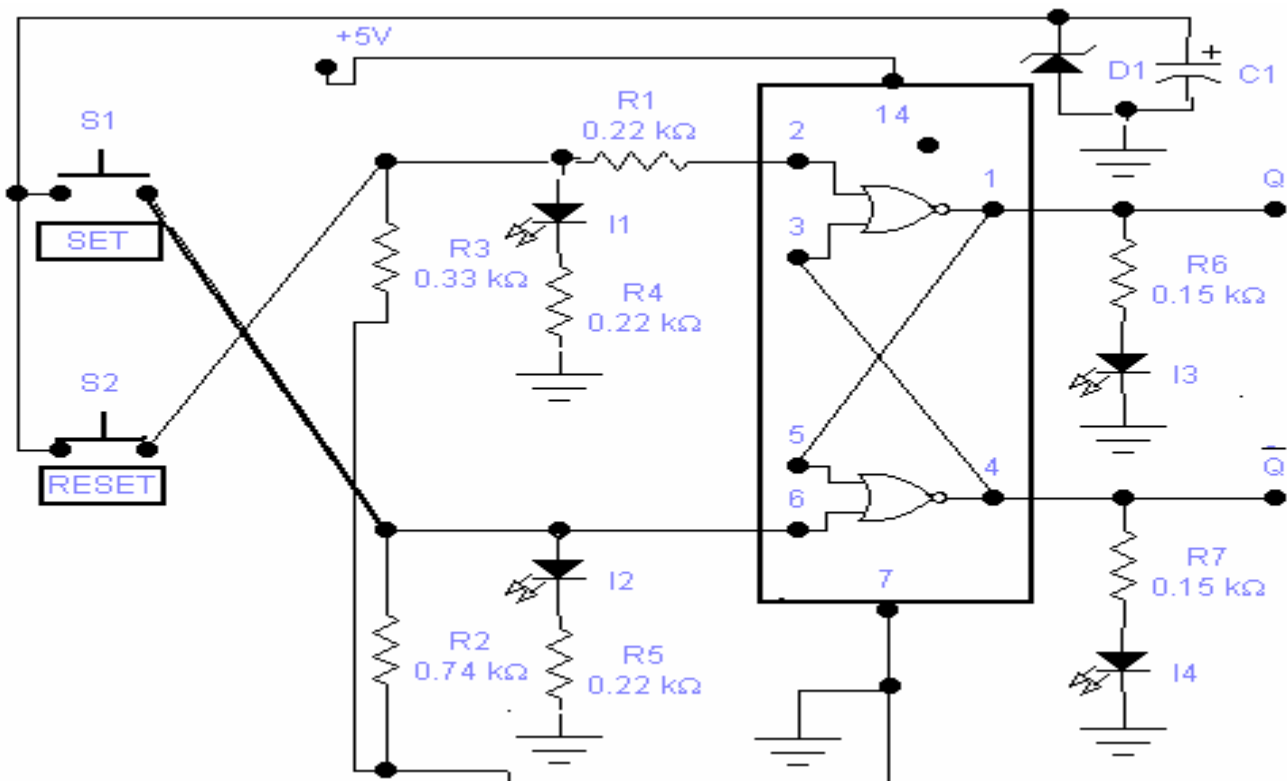 +5V
D1
C1
+
S1
SET
R1
0.22 kΩ
2
14
1
Q
R3
0.33 kΩ
I1
R4
0.22 kΩ
3
R6
0.15 kΩ
I3
S2
RESET
5
6
4
Q̅
7
I2
R2
0.74 kΩ
R5
0.22 kΩ
R7
0.15 kΩ
I4